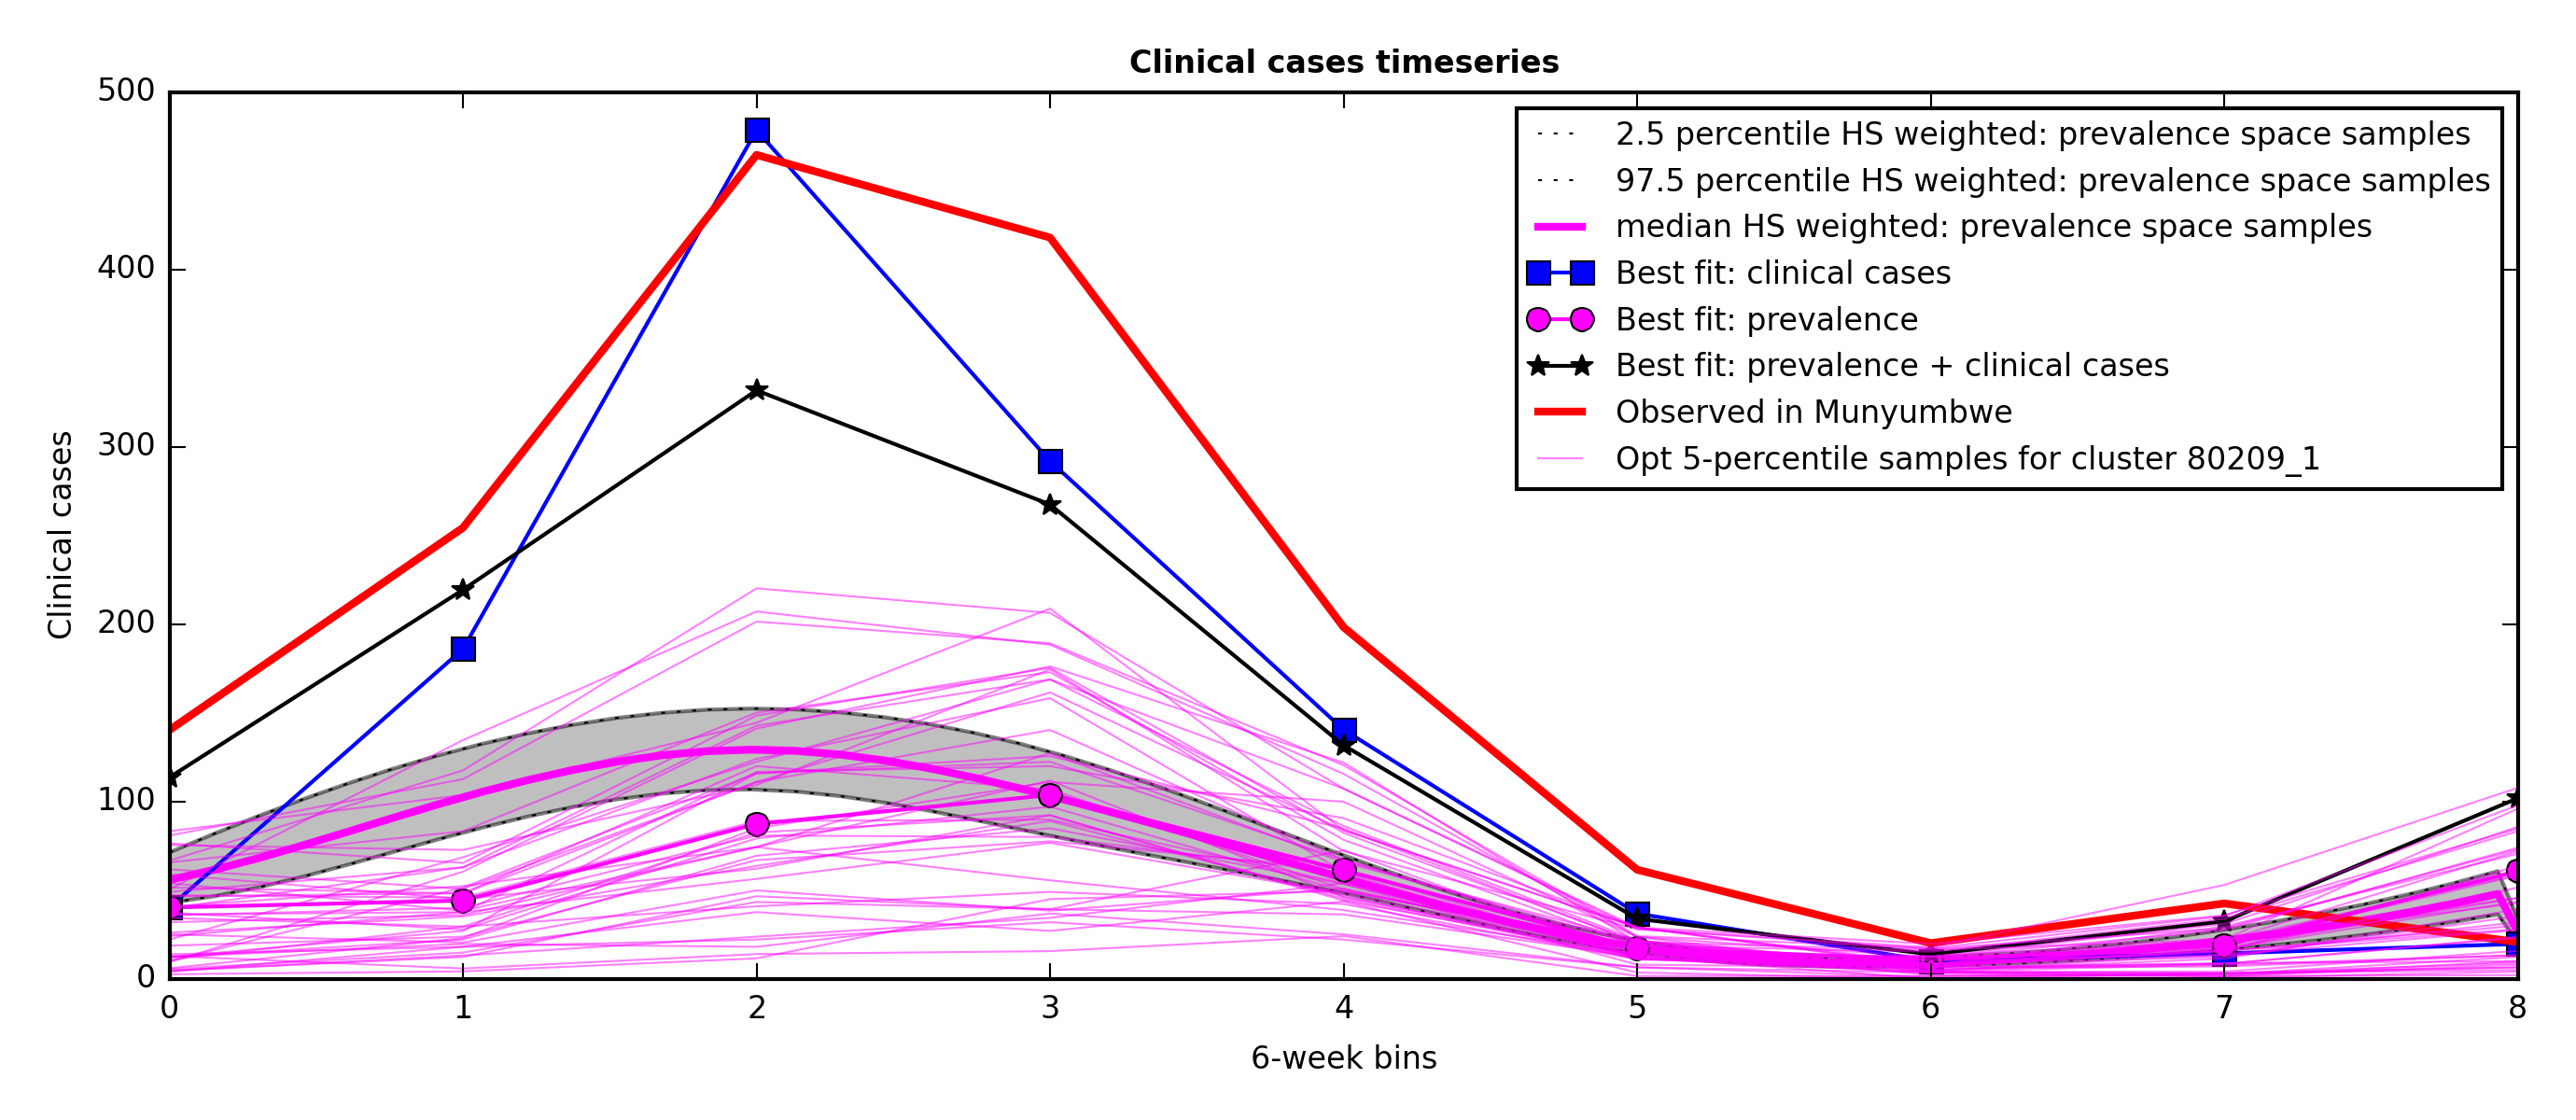 Clinical cases timeseries
500
400
300
200
100
0
Clinical cases
2.5 percentile HS weighted: prevalence space samples
97.5 percentile HS weighted: prevalence space samples
median HS weighted: prevalence space samples
Best fit: clinical cases
Best fit: prevalence
Best fit: prevalence + clinical cases
Observed in Munyumbwe
Opt 5-percentile samples for cluster 80209_1
0 1 2 3 4 5 6 7 8
6-week bins